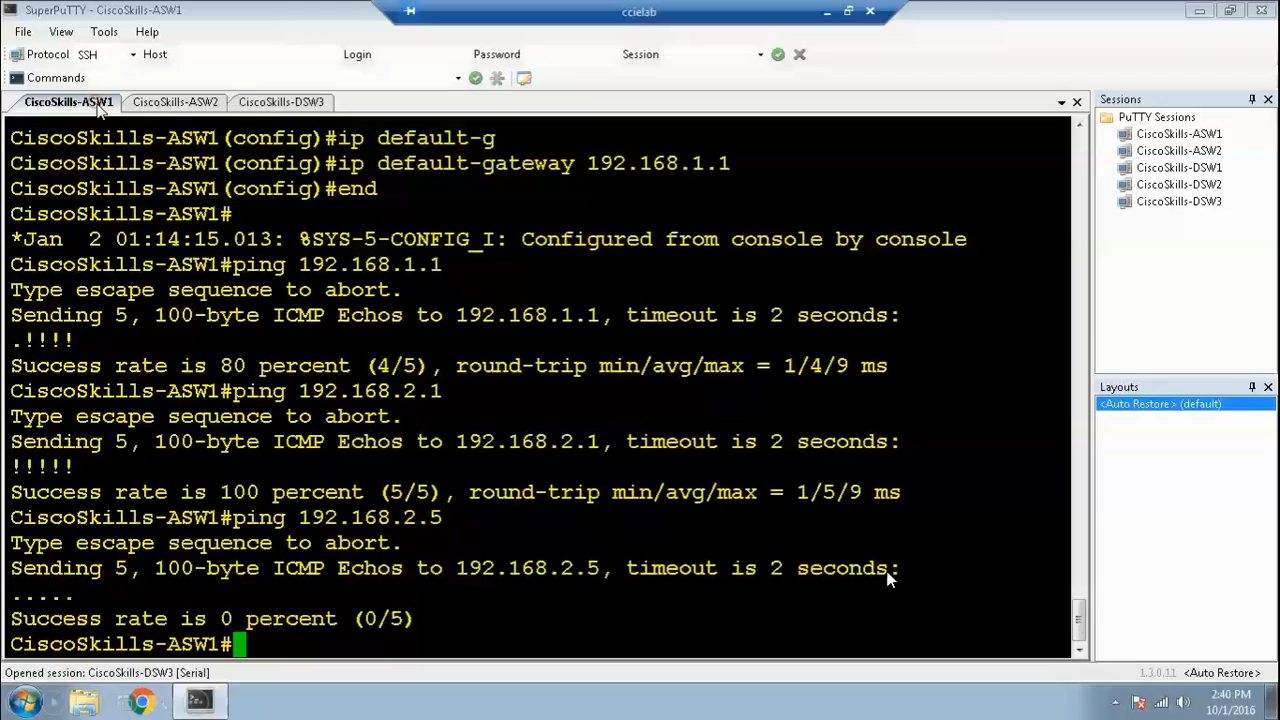 SuperPuTTY - CiscoSkills-ASW1
ccielab
File View Tools Help
Protocol SSH Host Login Password Session
Commands
CiscoSkills-ASW1 CiscoSkills-ASW2 CiscoSkills-DSW3
CiscoSkills-ASW1(config)#ip default-g
CiscoSkills-ASW1(config)#ip default-gateway 192.168.1.1
CiscoSkills-ASW1(config)#end
CiscoSkills-ASW1#
*Jan  2 01:14:15.013: %SYS-5-CONFIG_I: Configured from console by console
CiscoSkills-ASW1#ping 192.168.1.1
Type escape sequence to abort.
Sending 5, 100-byte ICMP Echos to 192.168.1.1, timeout is 2 seconds:
.!!!!
Success rate is 80 percent (4/5), round-trip min/avg/max = 1/4/9 ms
CiscoSkills-ASW1#ping 192.168.2.1
Type escape sequence to abort.
Sending 5, 100-byte ICMP Echos to 192.168.2.1, timeout is 2 seconds:
!!!!!
Success rate is 100 percent (5/5), round-trip min/avg/max = 1/5/9 ms
CiscoSkills-ASW1#ping 192.168.2.5
Type escape sequence to abort.
Sending 5, 100-byte ICMP Echos to 192.168.2.5, timeout is 2 seconds:
.....
Success rate is 0 percent (0/5)
CiscoSkills-ASW1#
Sessions
PuTTY Sessions
CiscoSkills-ASW1
CiscoSkills-ASW2
CiscoSkills-DSW1
CiscoSkills-DSW2
CiscoSkills-DSW3
Layouts
<Auto Restore> (default)
Opened session: CiscoSkills-DSW3 [Serial]
1.3.0.11 <Auto Restore>
2:40 PM
10/1/2016